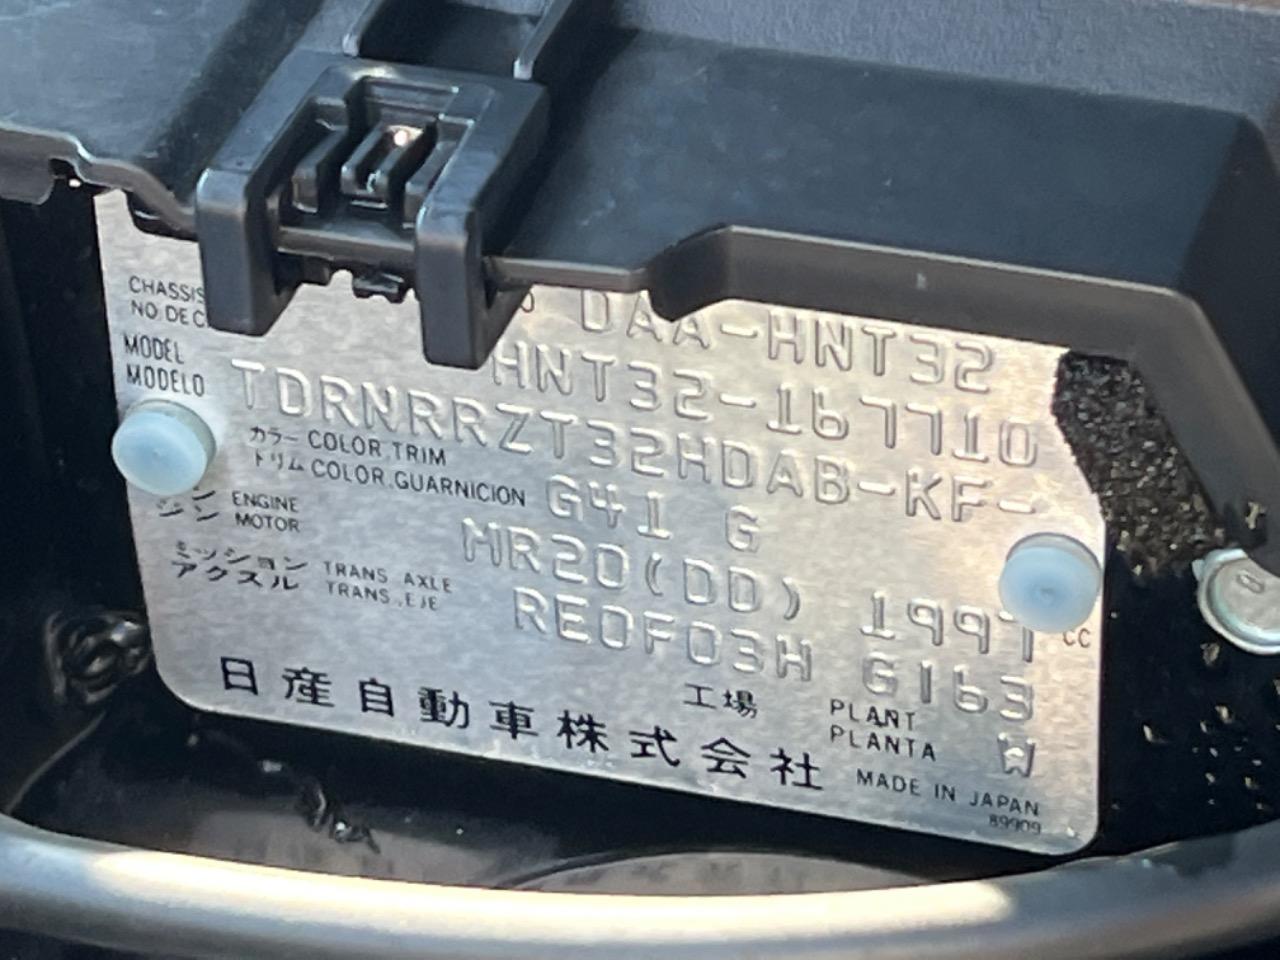 DAA-HNT32
CHASSIS
NO.DE C
HNT32-167710
MODEL
MODELO
TDRNRRZT32HDAB-KF-
カラー COLOR,TRIM
トリム COLOR,GUARNICION
G41 G
ENGINE
MOTOR
MR20(DD) 1997 CC
ミッション TRANS AXLE
アクスル TRANS,EJE
RE0F03H G163
工場 PLANT
PLANTA W
日産自動車株式会社
MADE IN JAPAN
89909